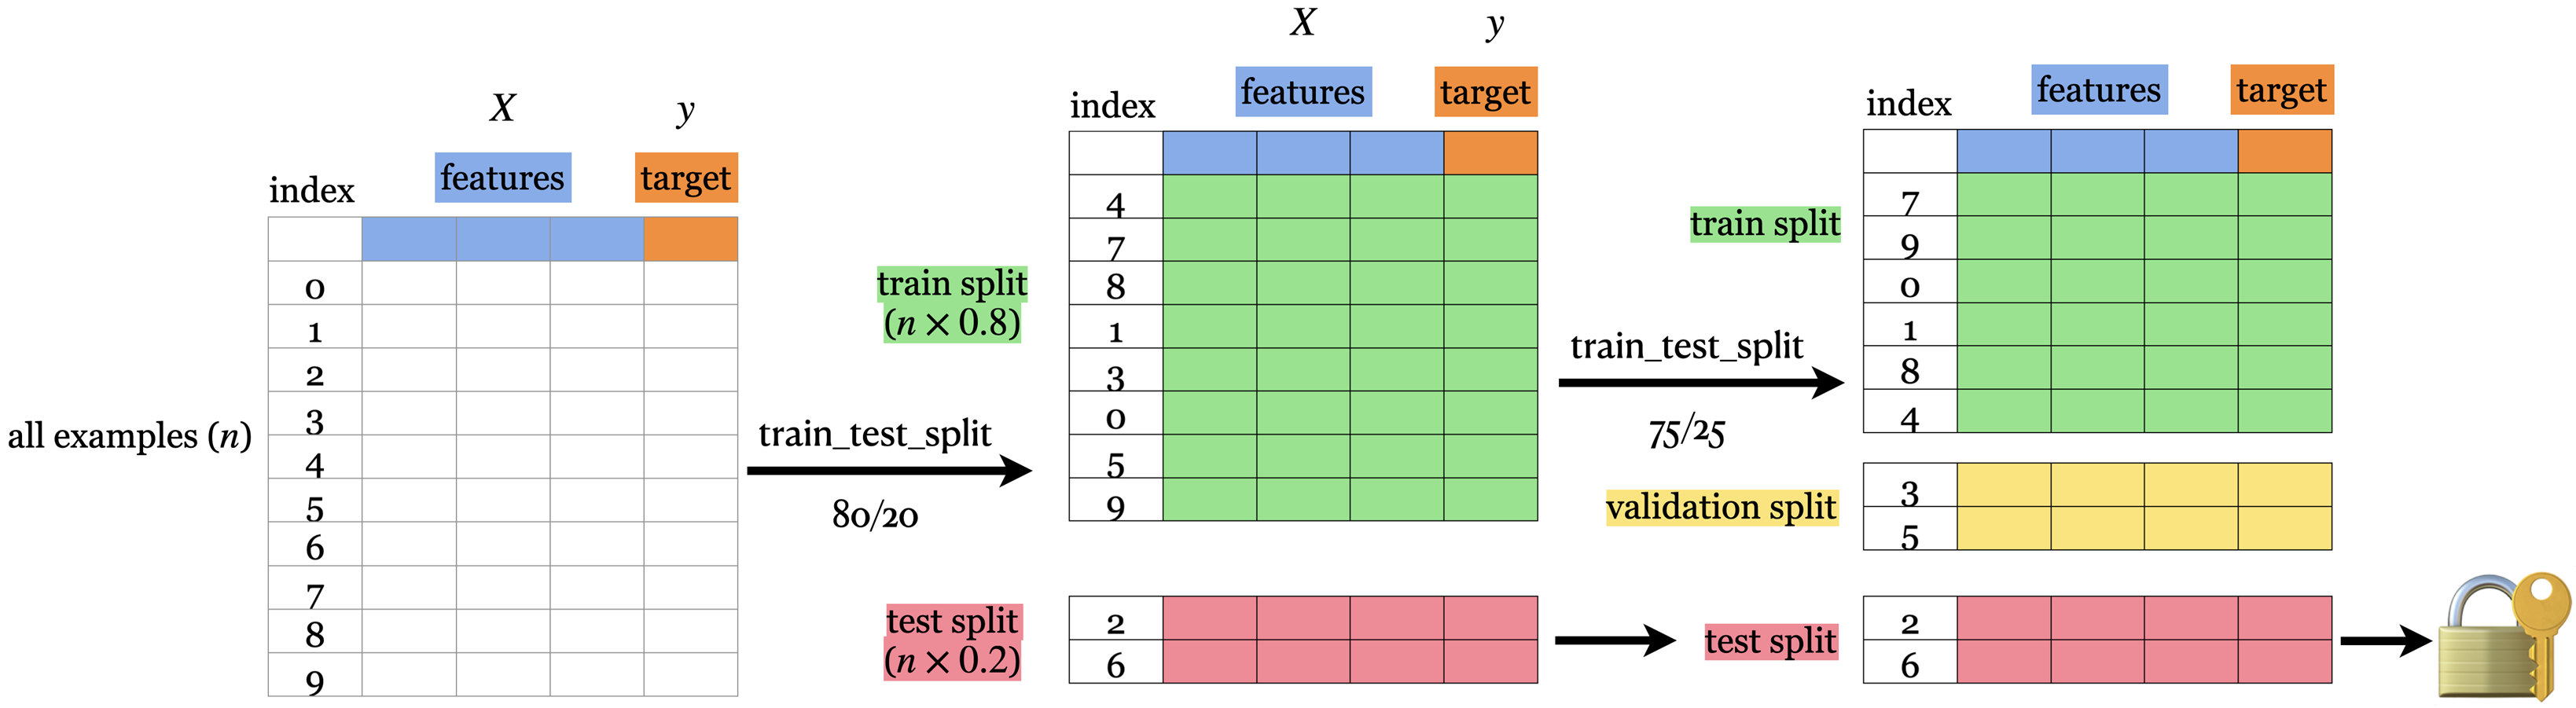 all examples (n)
X y
index features target
0
1
2
3
4
5
6
7
8
9
train_test_split
80/20
X y
index features target
train split
(n × 0.8)
4
7
8
1
3
0
5
9
test split
(n × 0.2)
2
6
train_test_split
75/25
index features target
train split
7
9
0
1
8
4
validation split
3
5
test split
2
6